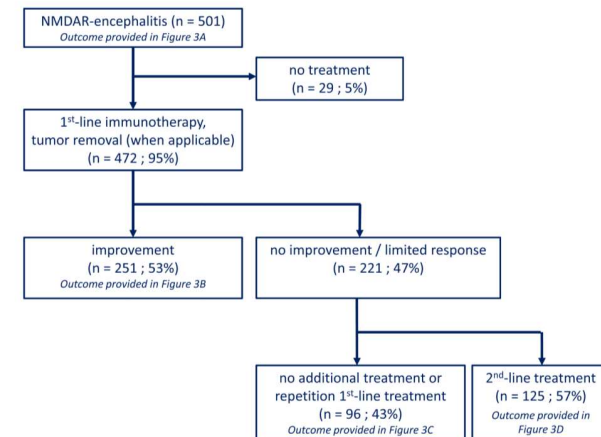 NMDAR-encephalitis (n = 501)
Outcome provided in Figure 3A
no treatment
(n = 29 ; 5%)
1st-line immunotherapy,
tumor removal (when applicable)
(n = 472 ; 95%)
improvement
(n = 251 ; 53%)
Outcome provided in Figure 3B
no improvement / limited response
(n = 221 ; 47%)
no additional treatment or
repetition 1st-line treatment
(n = 96 ; 43%)
Outcome provided in Figure 3C
2nd-line treatment
(n = 125 ; 57%)
Outcome provided in
Figure 3D